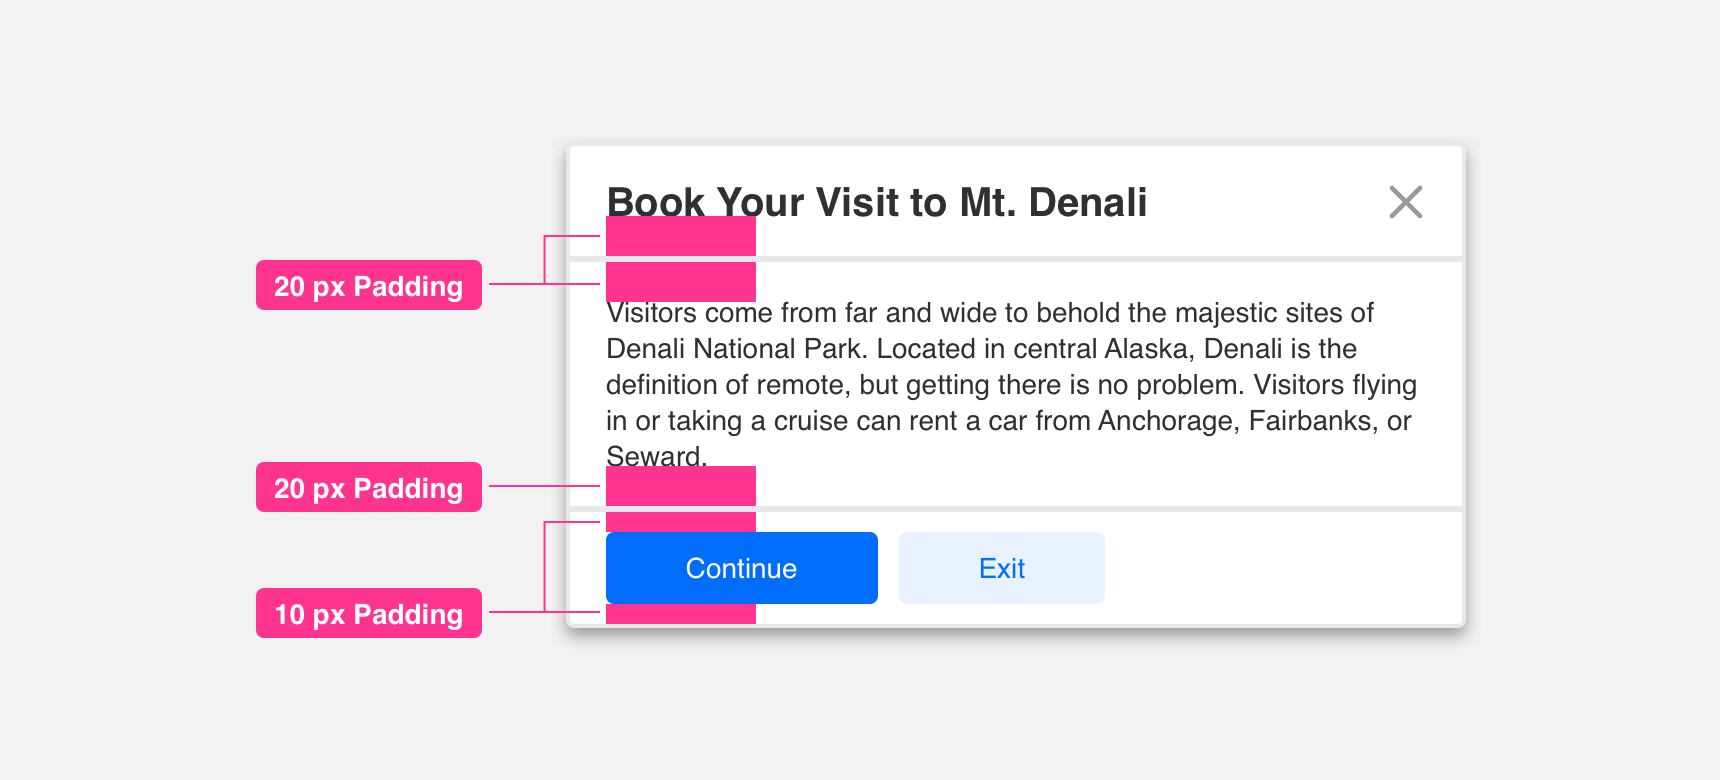 Book Your Visit to Mt. Denali
20 px Padding
Visitors come from far and wide to behold the majestic sites of
Denali National Park. Located in central Alaska, Denali is the
definition of remote, but getting there is no problem. Visitors flying
in or taking a cruise can rent a car from Anchorage, Fairbanks, or
Seward.
20 px Padding
Continue
Exit
10 px Padding